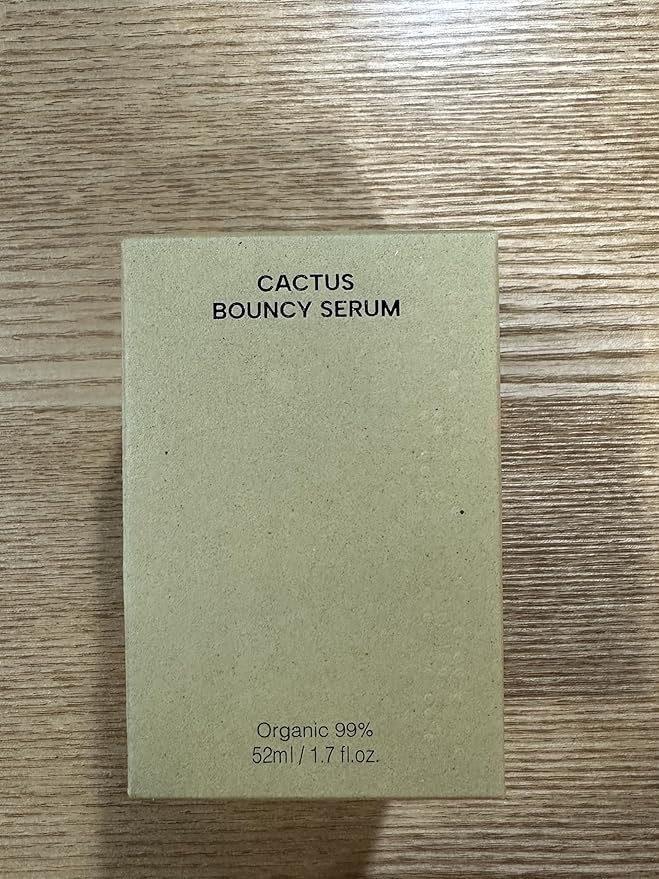 CACTUS
BOUNCY SERUM
Organic 99%
52ml / 1.7 fl.oz.